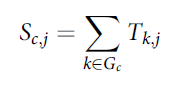 S_{c,j} = \sum_{k \in G_c} T_{k,j}